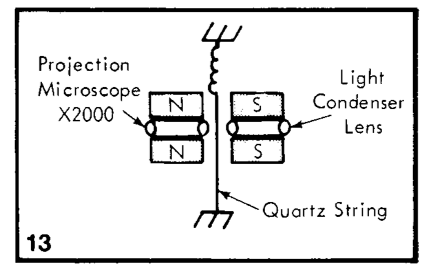 Projection
Microscope
X2000
N
S
N
S
Light
Condenser
Lens
Quartz String
13